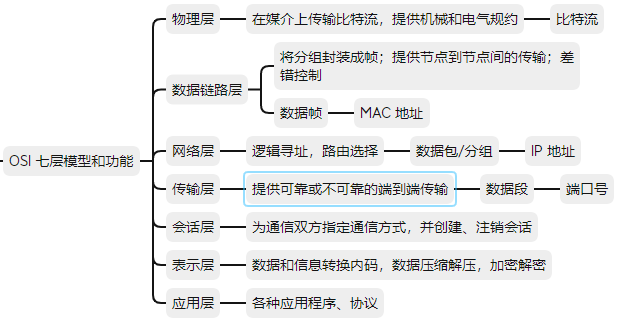 物理层
在媒介上传输比特流，提供机械和电气规约
比特流
数据链路层
将分组封装成帧；提供节点到节点间的传输；差
错控制
数据帧
MAC 地址
OSI 七层模型和功能
网络层
逻辑寻址，路由选择
数据包/分组
IP 地址
传输层
提供可靠或不可靠的端到端传输
数据段
端口号
会话层
为通信双方指定通信方式，并创建、注销会话
表示层
数据和信息转换内码，数据压缩解压，加密解密
应用层
各种应用程序、协议